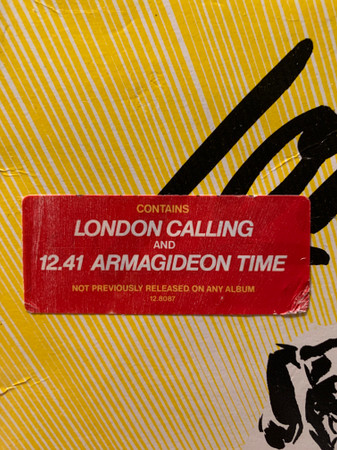 CONTAINS
LONDON CALLING
AND
12.41 ARMAGIDEON TIME
NOT PREVIOUSLY RELEASED ON ANY ALBUM
12.8087